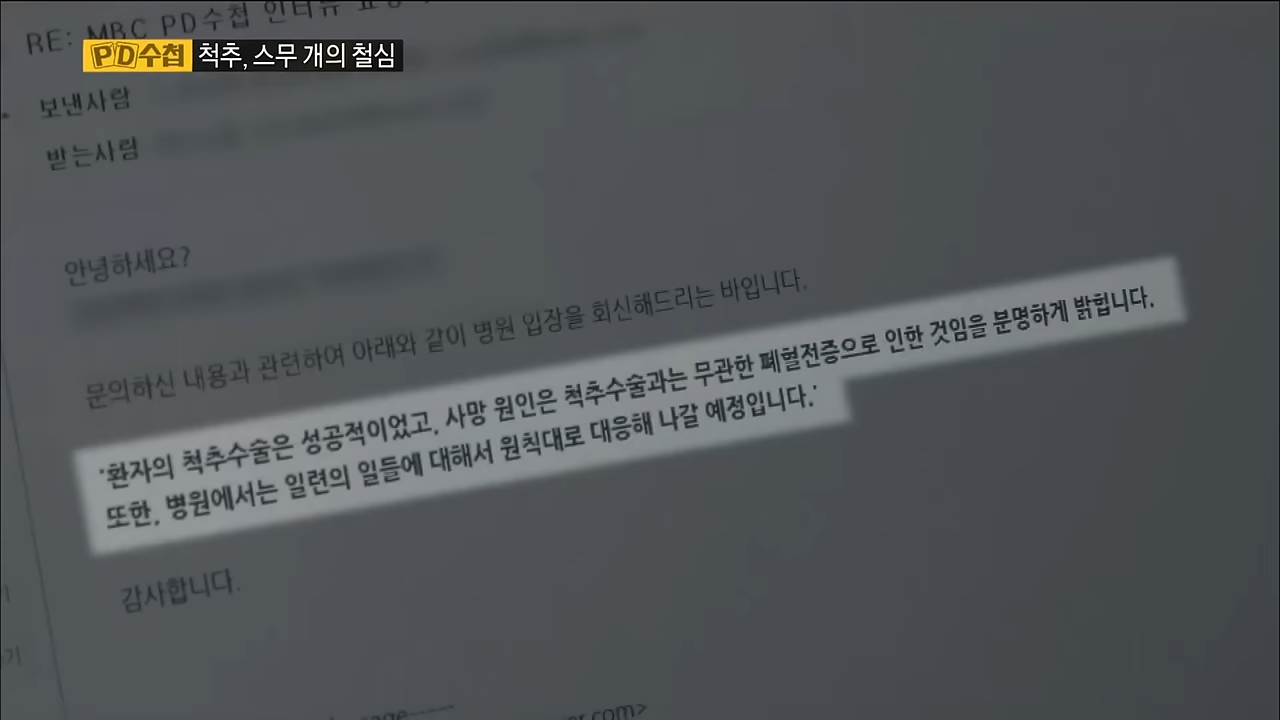 RE: MBC PD수첩 인터뷰
PD수첩 척추, 스무 개의 철심
보낸사람
받는사람
안녕하세요?
문의하신 내용과 관련하여 아래와 같이 병원 입장을 회신해드리는 바입니다.
'환자의 척추수술은 성공적이었고, 사망 원인은 척추수술과는 무관한 폐혈전증으로 인한 것임을 분명하게 밝힙니다.
또한, 병원에서는 일련의 일들에 대해서 원칙대로 대응해 나갈 예정입니다.'
감사합니다.